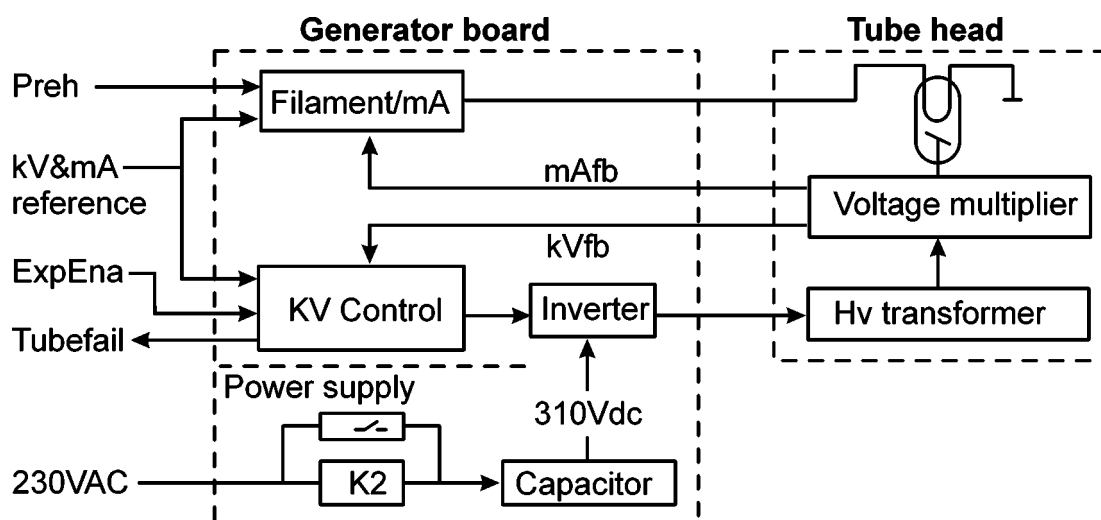 Generator board
Tube head
Preh
Filament/mA
kV&mA
reference
mAfb
Voltage multiplier
kVfb
ExpEna
KV Control
Inverter
Hv transformer
Tubefail
Power supply
310Vdc
230VAC
K2
Capacitor